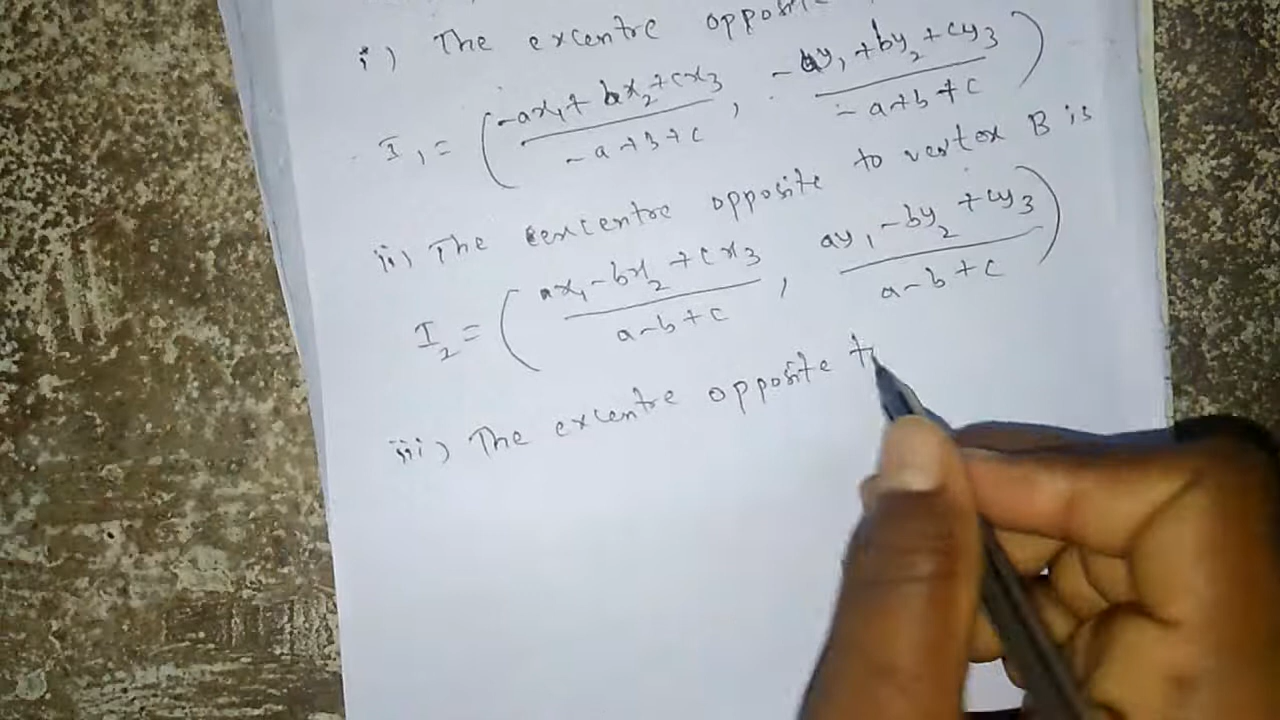 i) The excentre opposite
I₁ = ( -ax₁ + bx₂ + cx₃ / -a + b + c , -ay₁ + by₂ + cy₃ / -a + b + c )
ii) The excentre opposite to vertex B is
I₂ = ( ax₁ - bx₂ + cx₃ / a - b + c , ay₁ - by₂ + cy₃ / a - b + c )
iii) The excentre opposite t